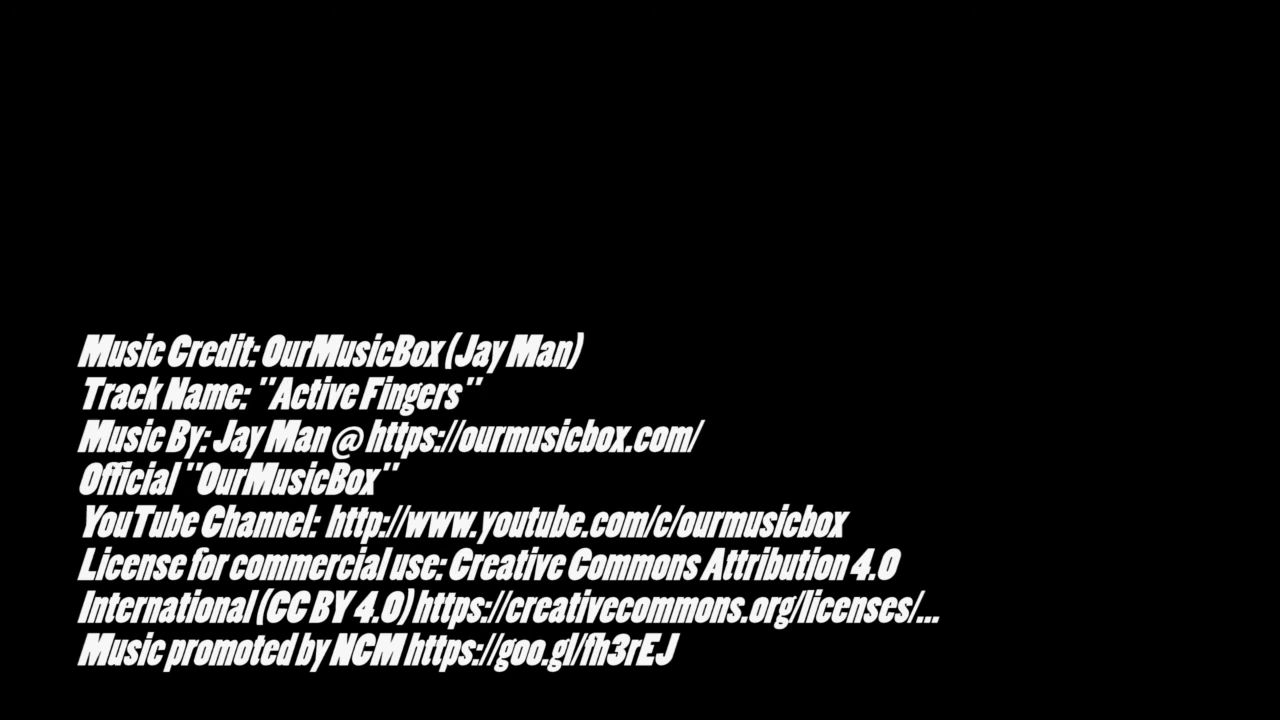 Music Credit: OurMusicBox (Jay Man)
Track Name: "Active Fingers"
Music By: Jay Man @ https://ourmusicbox.com/
Official "OurMusicBox"
YouTube Channel: http://www.youtube.com/c/ourmusicbox
License for commercial use: Creative Commons Attribution 4.0
International (CC BY 4.0) https://creativecommons.org/licenses/...
Music promoted by NCM https://goo.gl/fh3rEJ